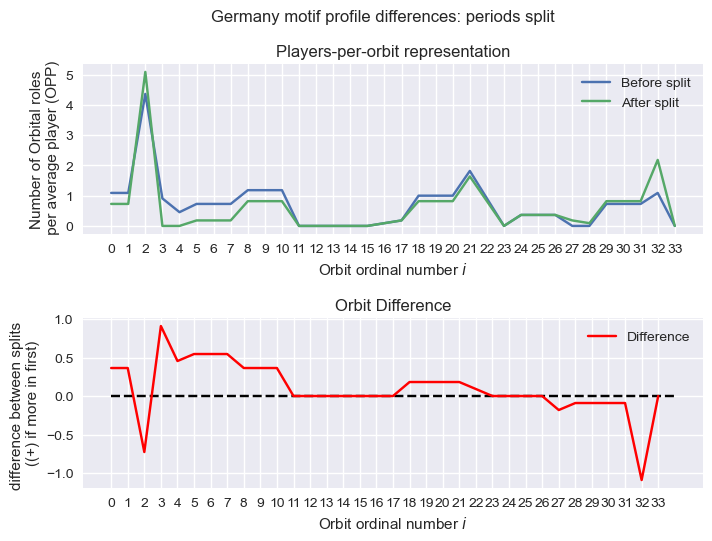 Germany motif profile differences: periods split
Players-per-orbit representation
Number of Orbital roles
per average player (OPP)
5
4
3
2
1
0
Before split
After split
0 1 2 3 4 5 6 7 8 9 10 11 12 13 14 15 16 17 18 19 20 21 22 23 24 25 26 27 28 29 30 31 32 33
Orbit ordinal number i
Orbit Difference
difference between splits
((+) if more in first)
1.0
0.5
0.0
−0.5
−1.0
Difference
0 1 2 3 4 5 6 7 8 9 10 11 12 13 14 15 16 17 18 19 20 21 22 23 24 25 26 27 28 29 30 31 32 33
Orbit ordinal number i